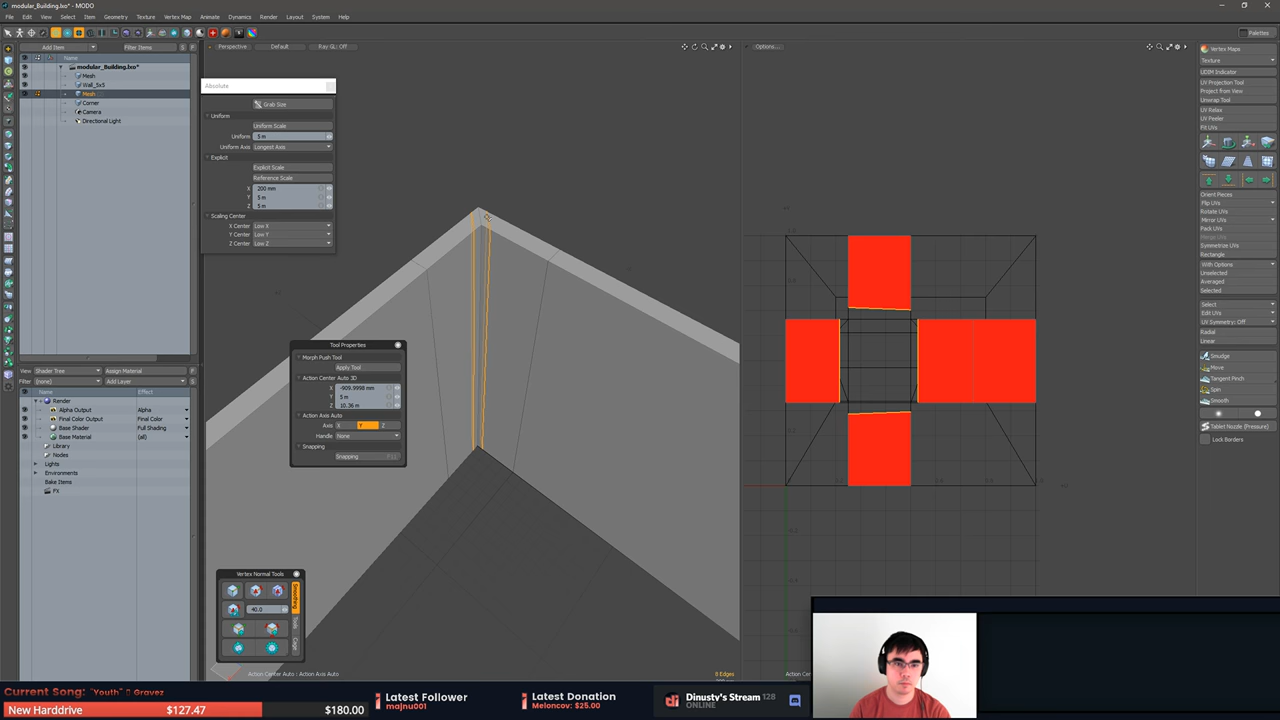 modular_Building.lxo* - MODO
File Edit View Select Item Geometry Texture Vertex Map Animate Dynamics Render Layout System Help
Palettes
Add Item
Filter Items
S
F
Name
modular_Building.lxo*
Mesh
Wall_5x5
Mesh
Corner
Camera
Directional Light
Perspective Default Ray GL: Off
Options...
Absolute
Grab Size
Uniform
Uniform Scale
Uniform 5 m
Uniform Axis Longest Axis
Explicit
Explicit Scale
Reference Scale
X 200 mm
Y 5 m
Z 5 m
Scaling Center
X Center Low X
Y Center Low Y
Z Center Low Z
Tool Properties
Morph Push Tool
Apply Tool
Action Center Auto 3D
X -909.9998 mm
Y 5 m
Z 10.36 m
Action Axis Auto
Axis X Y Z
Handle None
Snapping
Snapping F11
Vertex Normal Tools
40.0
Smoothing
Tools
Cage
Action Center Auto : Action Axis Auto
8 Edges
View Shader Tree Assign Material
Filter (none) Add Layer S F
Name Effect
Render
Alpha Output Alpha
Final Color Output Final Color
Base Shader Full Shading
Base Material (all)
Library
Nodes
Lights
Environments
Bake Items
FX
Vertex Maps
Texture
UDIM Indicator
UV Projection Tool
Project from View
Unwrap Tool
UV Relax
UV Peeler
Fit UVs
Orient Pieces
Flip UVs
Rotate UVs
Mirror UVs
Pack UVs
Merge UVs
Symmetrize UVs
Rectangle
With Options
Unselected
Averaged
Selected
Select
Edit UVs
UV Symmetry: Off
Radial
Linear
Smudge
Move
Tangent Pinch
Spin
Smooth
Tablet Nozzle (Pressure)
Lock Borders
Current Song: "Youth" Gravez
New Harddrive $127.47 $180.00
Latest Follower
majnu001
Latest Donation
Meloncov: $25.00
Dinusty's Stream 128
ONLINE